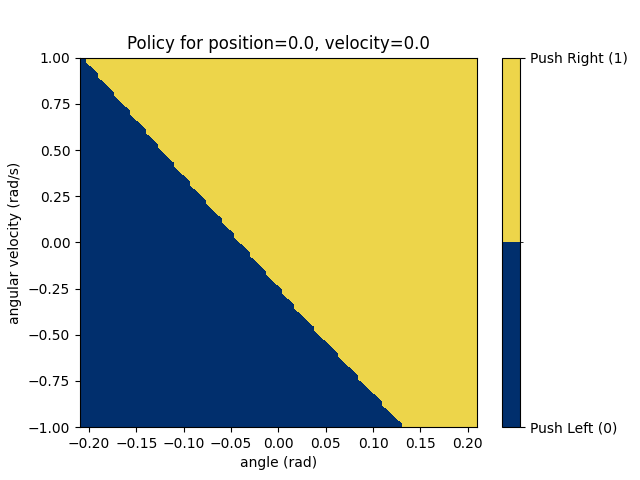 Policy for position=0.0, velocity=0.0
1.00
0.75
0.50
0.25
0.00
−0.25
−0.50
−0.75
−1.00
angular velocity (rad/s)
−0.20 −0.15 −0.10 −0.05 0.00 0.05 0.10 0.15 0.20
angle (rad)
Push Right (1)
Push Left (0)